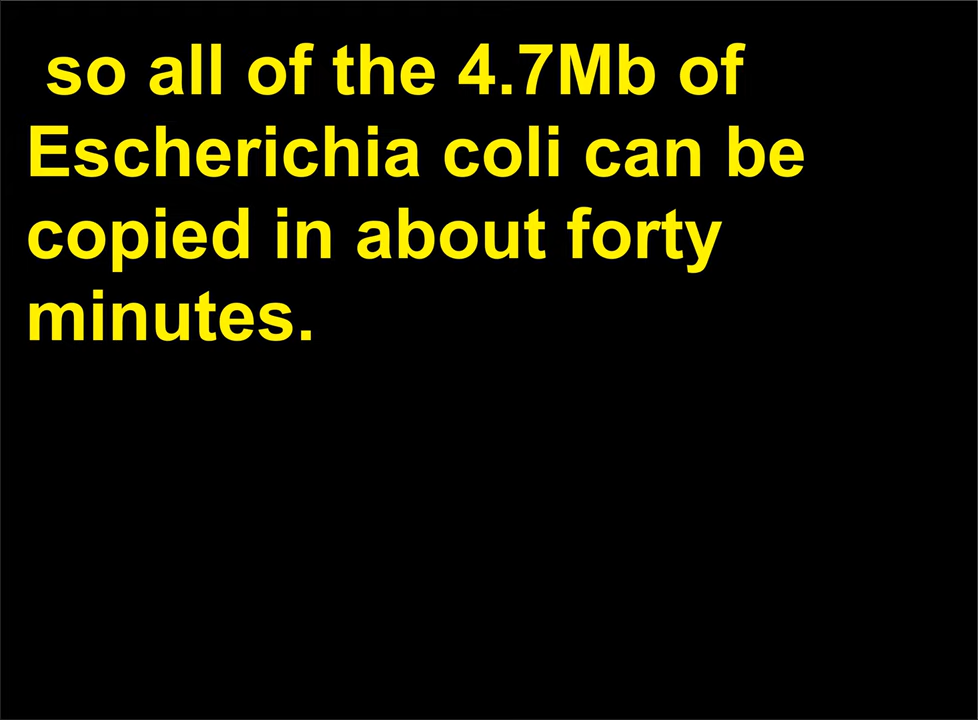 so all of the 4.7Mb of
Escherichia coli can be
copied in about forty
minutes.